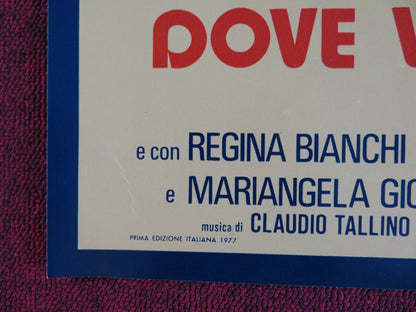 DOVE V
e con REGINA BIANCHI
e MARIANGELA GIO
musica di CLAUDIO TALLINO
PRIMA EDIZIONE ITALIANA 1977